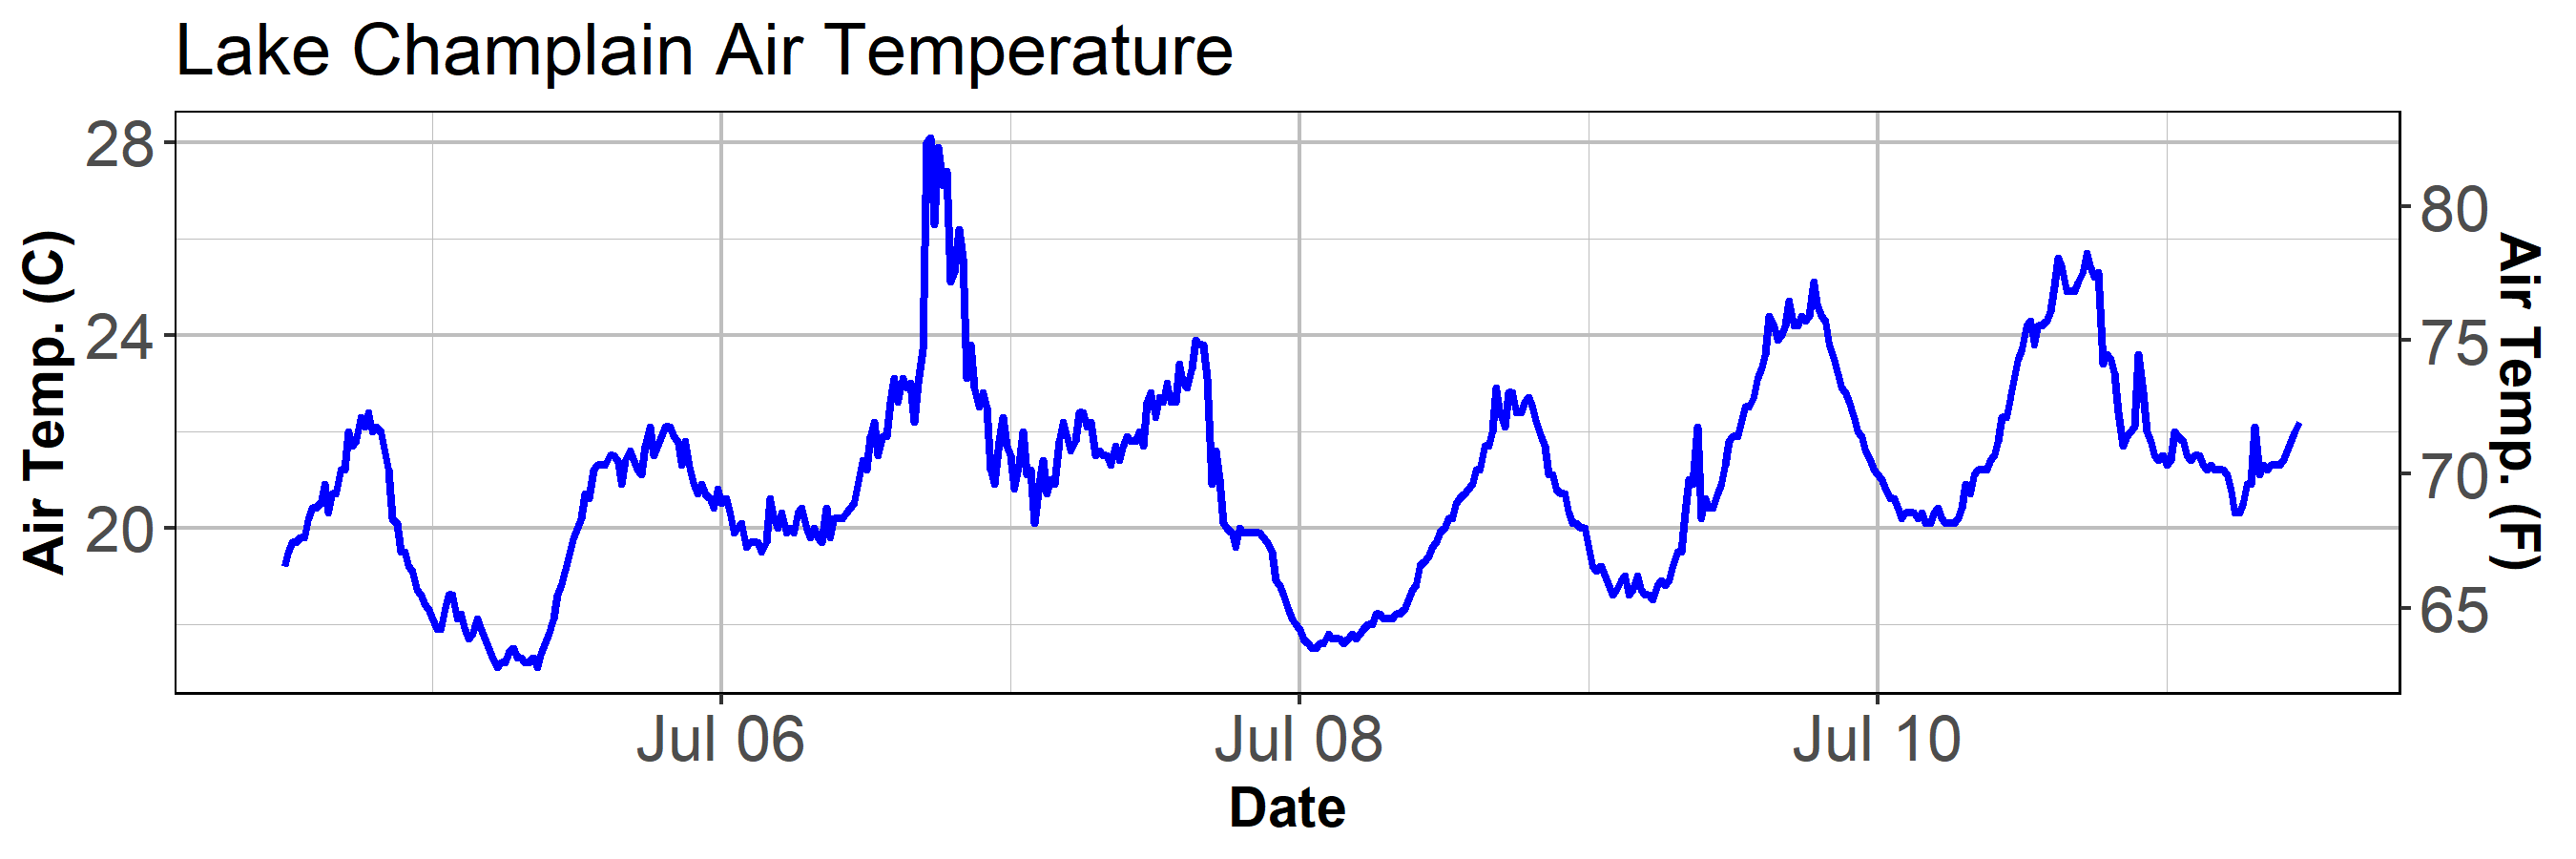 Lake Champlain Air Temperature
28
24
20
Air Temp. (C)
80
75
70
65
Air Temp. (F)
Jul 06
Jul 08
Jul 10
Date